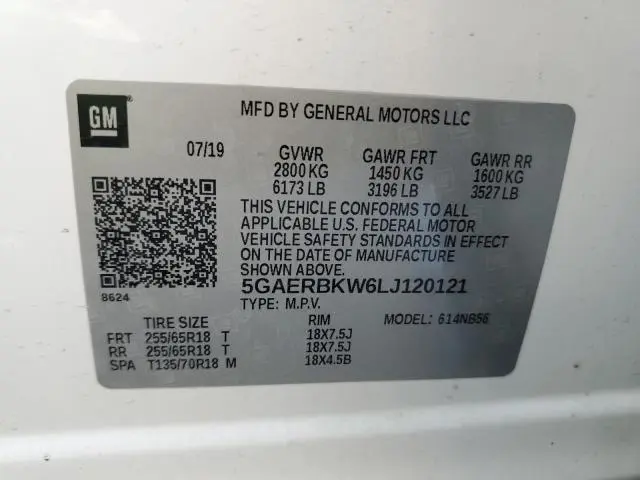 GM
MFD BY GENERAL MOTORS LLC
07/19 GVWR GAWR FRT GAWR RR
2800 KG 1450 KG 1600 KG
6173 LB 3196 LB 3527 LB
THIS VEHICLE CONFORMS TO ALL
APPLICABLE U.S. FEDERAL MOTOR
VEHICLE SAFETY STANDARDS IN EFFECT
ON THE DATE OF MANUFACTURE
SHOWN ABOVE.
8624
5GAERBKW6LJ120121
TYPE: M.P.V. MODEL: 614NB56
TIRE SIZE RIM
FRT 255/65R18 T 18X7.5J
RR 255/65R18 T 18X7.5J
SPA T135/70R18 M 18X4.5B